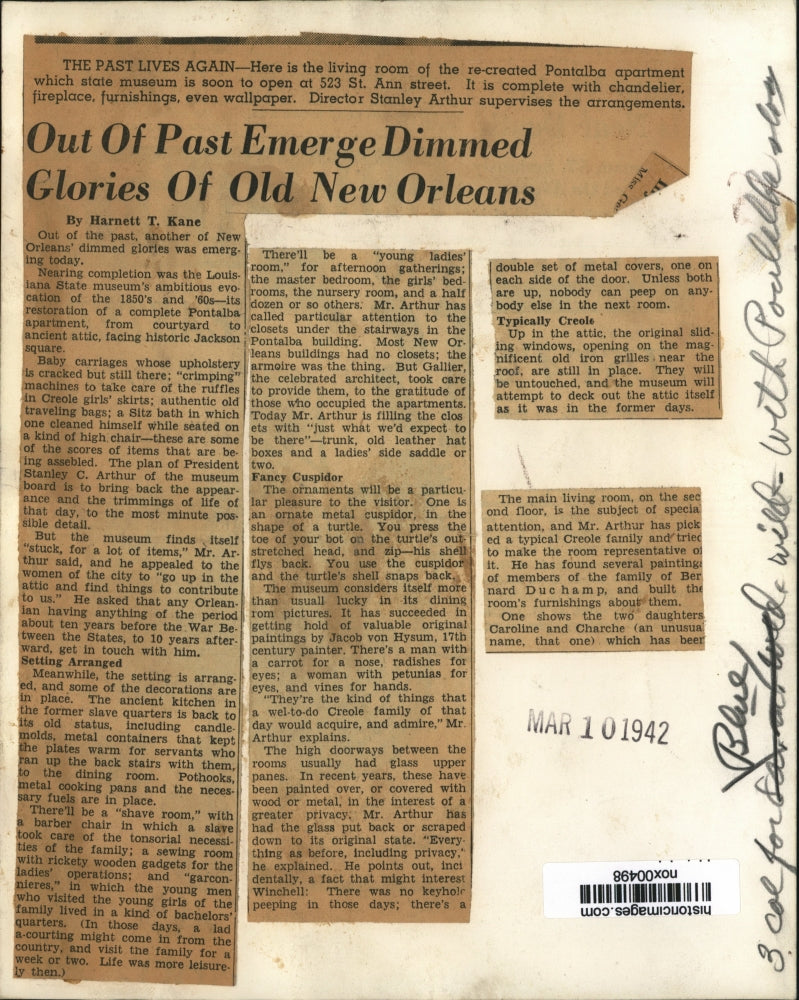 THE PAST LIVES AGAIN—Here is the living room of the re-created Pontalba apartment
which state museum is soon to open at 523 St. Ann street. It is complete with chandelier,
fireplace, furnishings, even wallpaper. Director Stanley Arthur supervises the arrangements.
Out Of Past Emerge Dimmed
Glories Of Old New Orleans
By Harnett T. Kane
Out of the past, another of New
Orleans' dimmed glories was emerg-
ing today.
Nearing completion was the Louis-
iana State museum's ambitious evo-
cation of the 1850's and '60s—its
restoration of a complete Pontalba
apartment, from courtyard to
ancient attic, facing historic Jackson
square.
Baby carriages whose upholstery
is cracked but still there; "crimping"
machines to take care of the ruffles
in Creole girls' skirts; authentic old
traveling bags; a Sitz bath in which
one cleaned himself while seated on
a kind of high chair—these are some
of the scores of items that are be-
ing assebled. The plan of President
Stanley C. Arthur of the museum
board is to bring back the appear-
ance and the trimmings of life of
that day, to the most minute pos-
sible detail.
But the museum finds itself
"stuck, for a lot of items," Mr. Ar-
thur said, and he appealed to the
women of the city to "go up in the
attic and find things to contribute
to us." He asked that any Orlean-
ian having anything of the period
about ten years before the War Be-
tween the States, to 10 years after-
ward, get in touch with him.
Setting Arranged
Meanwhile, the setting is arrang-
ed, and some of the decorations are
in place. The ancient kitchen in
the former slave quarters is back to
its old status, including candle-
molds, metal containers that kept
the plates warm for servants who
ran up the back stairs with them,
to the dining room. Pothooks,
metal cooking pans and the neces-
sary fuels are in place.
There'll be a "shave room," with
a barber chair in which a slave
took care of the tonsorial necessi-
ties of the family; a sewing room
with rickety wooden gadgets for the
ladies' operations; and "garcon-
nieres," in which the young men
who visited the young girls of the
family lived in a kind of bachelors'
quarters. (In those days, a lad
a-courting might come in from the
country, and visit the family for a
week or two. Life was more leisure-
ly then.)
There'll be a "young ladies'
room," for afternoon gatherings;
the master bedroom, the girls' bed-
rooms, the nursery room, and a half
dozen or so others. Mr. Arthur has
called particular attention to the
closets under the stairways in the
Pontalba building. Most New Or-
leans buildings had no closets; the
armoire was the thing. But Gallier,
the celebrated architect, took care
to provide them, to the gratitude of
those who occupied the apartments.
Today Mr. Arthur is filling the clos
ets with "just what we'd expect to
be there"—trunk, old leather hat
boxes and a ladies' side saddle or
two.
Fancy Cuspidor
The ornaments will be a particu-
lar pleasure to the visitor. One is
an ornate metal cuspidor, in the
shape of a turtle. You press the
toe of your bot on the turtle's out-
stretched head, and zip—his shell
flys back. You use the cuspidor
and the turtle's shell snaps back.
The museum considers itself more
than usually lucky in its dining
room pictures. It has succeeded in
getting hold of valuable original
paintings by Jacob von Hysum, 17th
century painter. There's a man with
a carrot for a nose, radishes for
eyes; a woman with petunias for
eyes, and vines for hands.
"They're the kind of things that
a wel-to-do Creole family of that
day would acquire, and admire," Mr.
Arthur explains.
The high doorways between the
rooms usually had glass upper
panes. In recent years, these have
been painted over, or covered with
wood or metal, in the interest of a
greater privacy. Mr. Arthur has
had the glass put back or scraped
down to its original state. "Every-
thing as before, including privacy,"
he explained. He points out, inci
dentally, a fact that might interest
Winchell: There was no keyhole
peeping in those days; there's a
double set of metal covers, one on
each side of the door. Unless both
are up, nobody can peep on any-
body else in the next room.
Typically Creole
Up in the attic, the original slid-
ing windows, opening on the mag-
nificent old iron grilles near the
roof, are still in place. They will
be untouched, and the museum will
attempt to deck out the attic itself
as it was in the former days.
The main living room, on the sec
ond floor, is the subject of specia
attention, and Mr. Arthur has pick
ed a typical Creole family and tried
to make the room representative of
it. He has found several paintings
of members of the family of Ber
nard Duchamp, and built the
room's furnishings about them.
One shows the two daughters
Caroline and Charche (an unusua
name, that one) which has been
MAR 10 1942
historicimages.com
nox00498
Blue
3 col for
wild - with